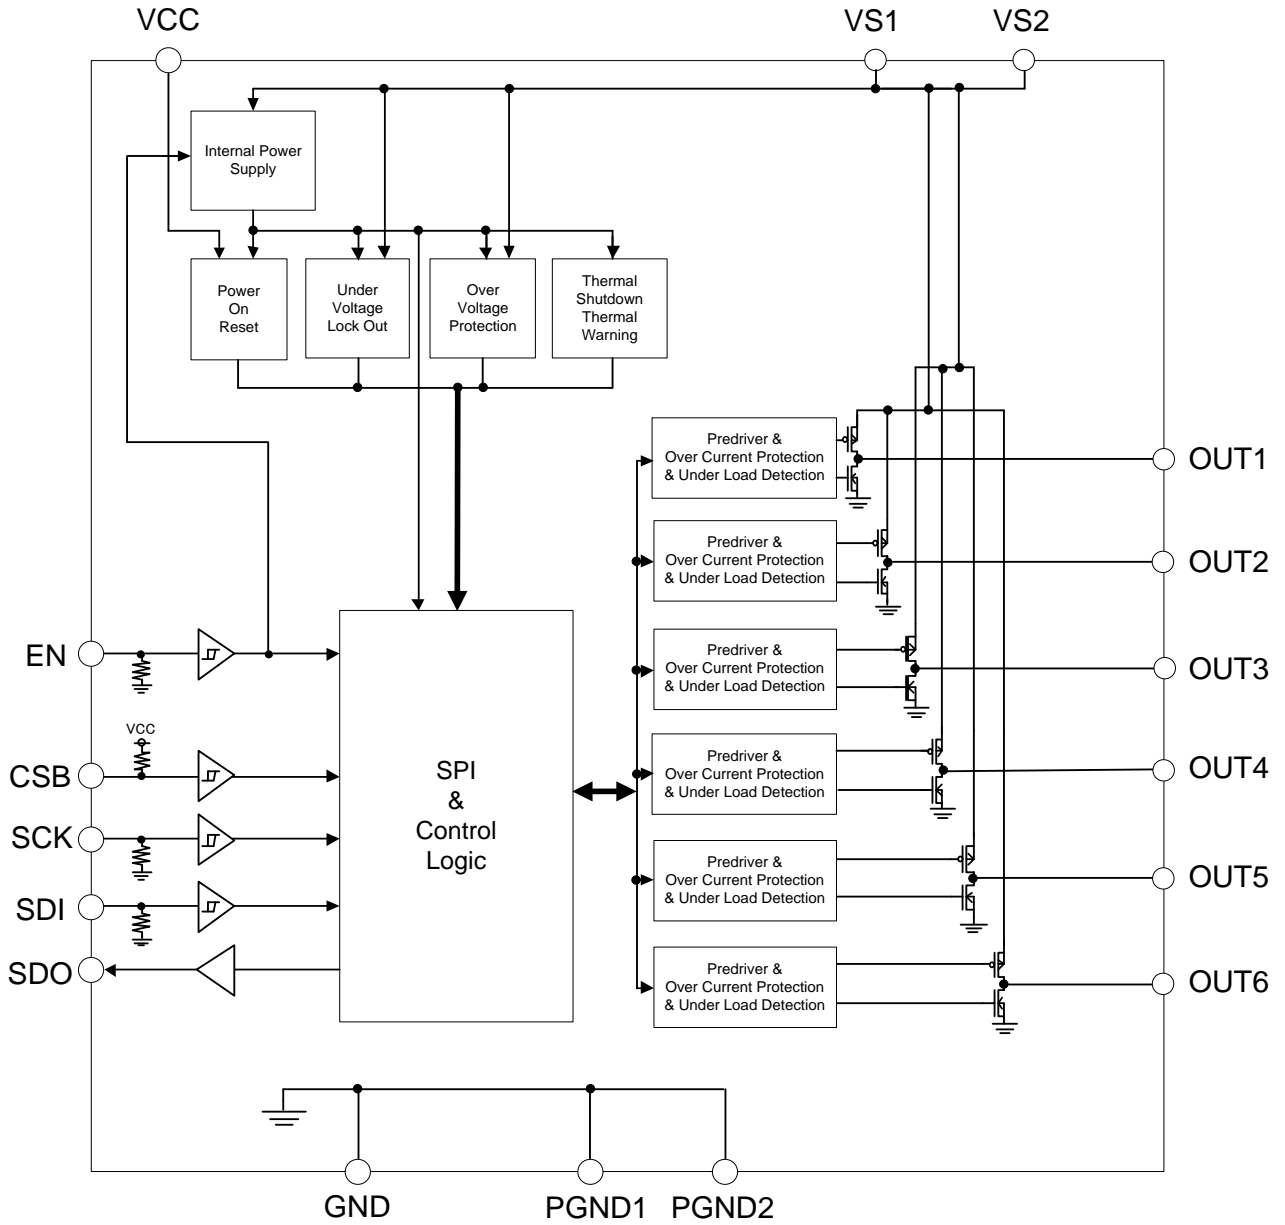 VCC
VS1
VS2
Internal Power
Supply
Power
On
Reset
Under
Voltage
Lock Out
Over
Voltage
Protection
Thermal
Shutdown
Thermal
Warning
Predriver &
Over Current Protection
& Under Load Detection
OUT1
Predriver &
Over Current Protection
& Under Load Detection
OUT2
Predriver &
Over Current Protection
& Under Load Detection
OUT3
Predriver &
Over Current Protection
& Under Load Detection
OUT4
Predriver &
Over Current Protection
& Under Load Detection
OUT5
Predriver &
Over Current Protection
& Under Load Detection
OUT6
EN
VCC
CSB
SCK
SDI
SDO
SPI
&
Control
Logic
GND
PGND1
PGND2